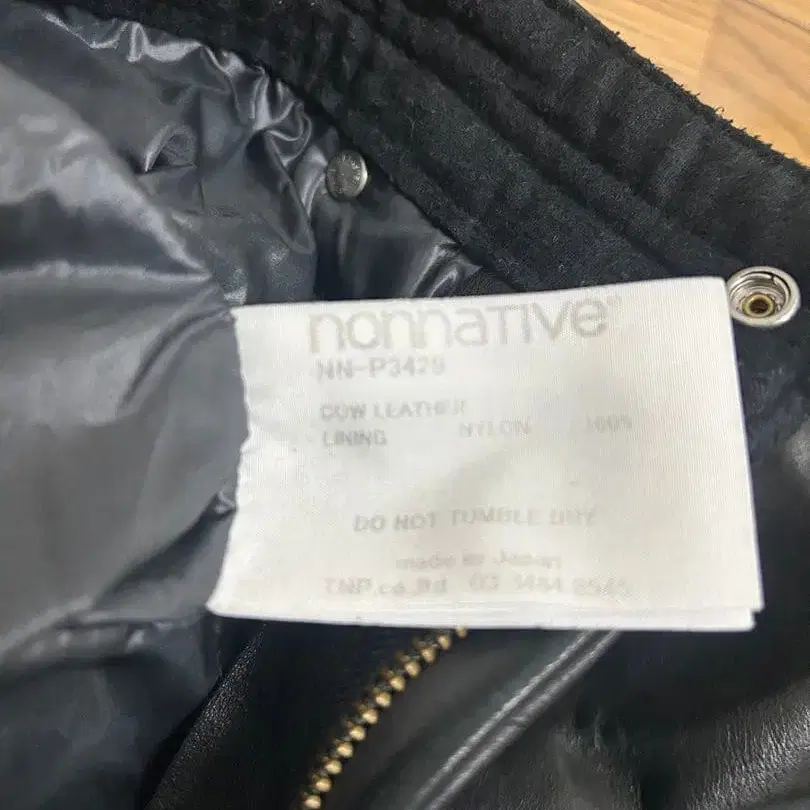 nonnative®
NN-P3429
COW LEATHER
LINING NYLON 100%
DO NOT TUMBLE DRY
made in Japan
TNP.co.,ltd 03 3464